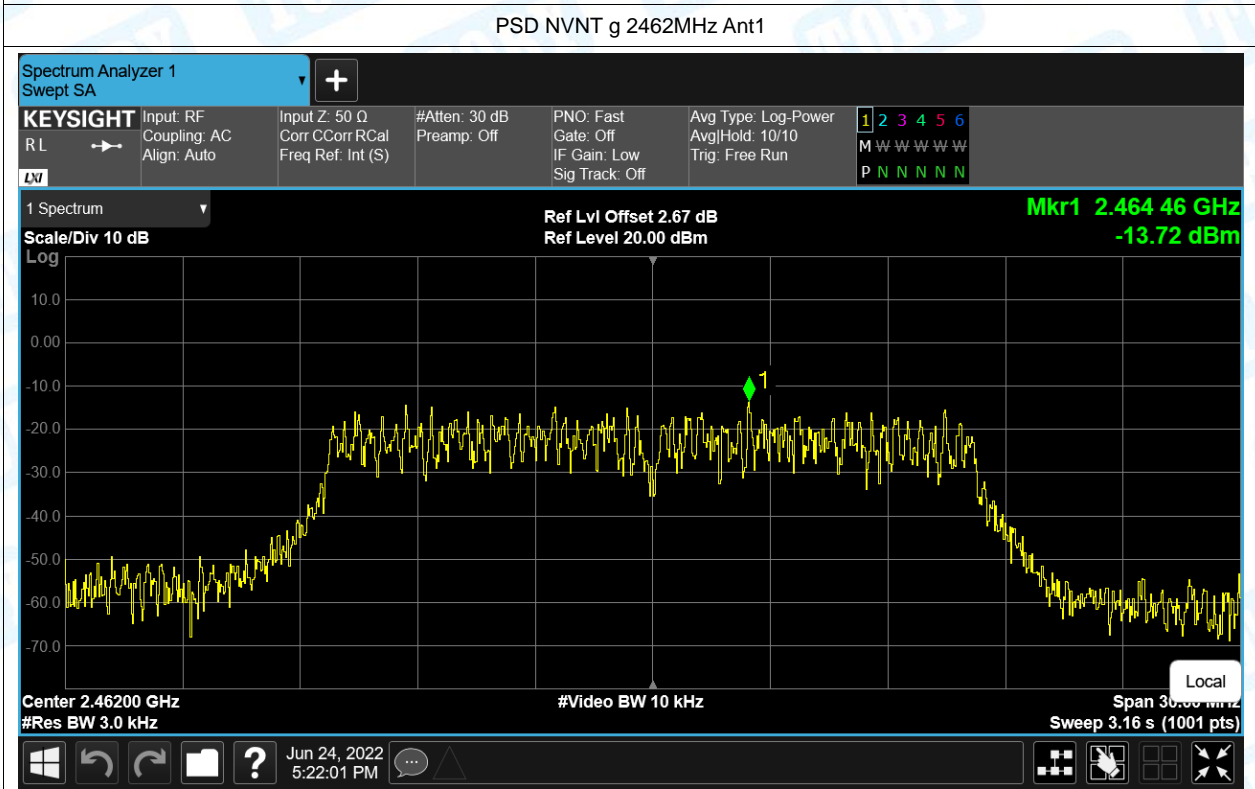 PSD NVNT g 2462MHz Ant1
Spectrum Analyzer 1
Swept SA
KEYSIGHT
R L
LXI
Input: RF
Coupling: AC
Align: Auto
Input Z: 50 Ω
Corr CCorr RCal
Freq Ref: Int (S)
#Atten: 30 dB
Preamp: Off
PNO: Fast
Gate: Off
IF Gain: Low
Sig Track: Off
Avg Type: Log-Power
Avg|Hold: 10/10
Trig: Free Run
1 2 3 4 5 6
M W W W W W
P N N N N N
1 Spectrum
Scale/Div 10 dB
Log
Ref Lvl Offset 2.67 dB
Ref Level 20.00 dBm
Mkr1 2.464 46 GHz
-13.72 dBm
10.0
0.00
-10.0
-20.0
-30.0
-40.0
-50.0
-60.0
-70.0
1
Local
Center 2.46200 GHz
#Video BW 10 kHz
Span 30.00 MHz
#Res BW 3.0 kHz
Sweep 3.16 s (1001 pts)
?
Jun 24, 2022
5:22:01 PM